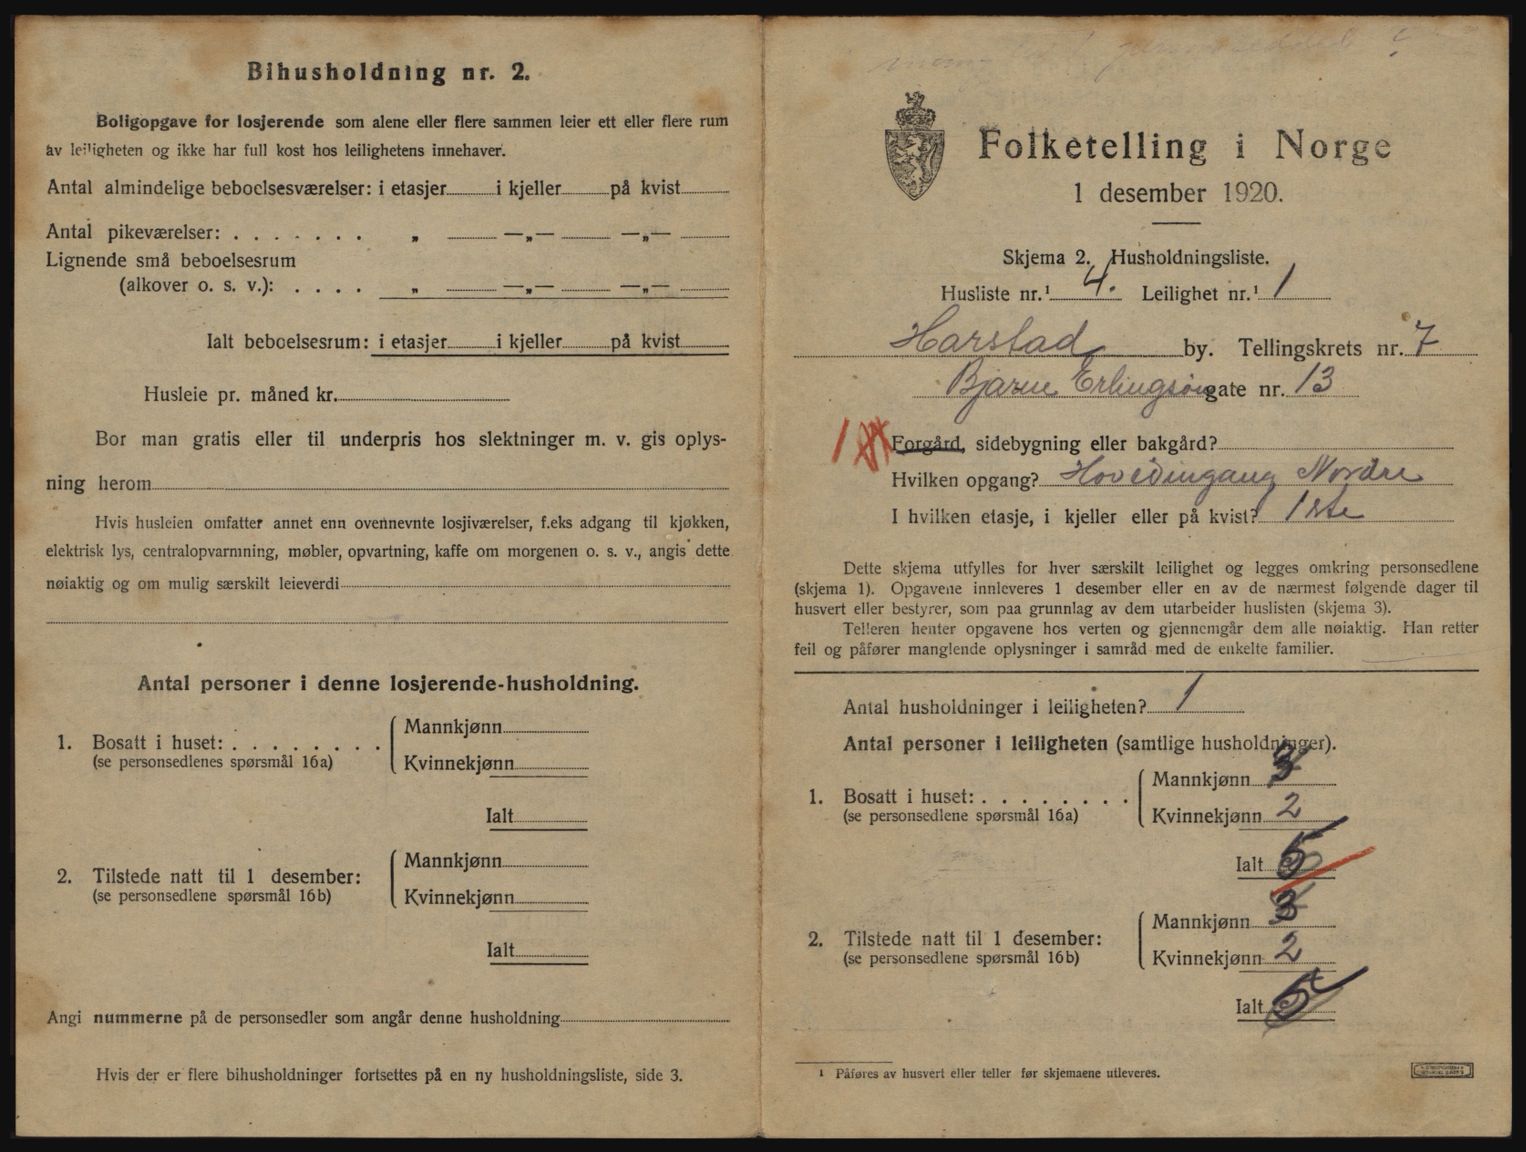 Bihusholdning nr. 2.
Boligopgave for losjerende som alene eller flere sammen leier ett eller flere rum
av leiligheten og ikke har full kost hos leilighetens innehaver.
Antal almindelige beboelsesværelser: i etasjer i kjeller på kvist
Antal pikeværelser: . . . . . . . „ —„— —„—
Lignende små beboelsesrum
(alkover o. s. v.): . . . . „ —„— —„—
Ialt beboelsesrum: i etasjer i kjeller på kvist
Husleie pr. måned kr.
Bor man gratis eller til underpris hos slektninger m. v. gis oplys-
ning herom
Hvis husleien omfatter annet enn ovennevnte losjiværelser, f.eks adgang til kjøkken,
elektrisk lys, centralopvarmning, møbler, opvartning, kaffe om morgenen o. s. v., angis dette
nøiaktig og om mulig særskilt leieverdi
Antal personer i denne losjerende-husholdning.
1. Bosatt i huset: . . . . . . . .
(se personsedlenes spørsmål 16a)
Mannkjønn
Kvinnekjønn
Ialt
2. Tilstede natt til 1 desember:
(se personsedlene spørsmål 16b)
Mannkjønn
Kvinnekjønn
Ialt
Angi nummerne på de personsedler som angår denne husholdning
Hvis der er flere bihusholdninger fortsettes på en ny husholdningsliste, side 3.
Folketelling i Norge
1 desember 1920.
Skjema 2. Husholdningsliste.
Husliste nr.¹ 4. Leilighet nr.¹ 1
Harstad by. Tellingskrets nr. 7
Bjarne Erlingsøns gate nr. 13
Forgård, sidebygning eller bakgård?
Hvilken opgang? Hovedingang Nordre
I hvilken etasje, i kjeller eller på kvist? 1ste
Dette skjema utfylles for hver særskilt leilighet og legges omkring personsedlene
(skjema 1). Opgavene innleveres 1 desember eller en av de nærmest følgende dager til
husvert eller bestyrer, som paa grunnlag av dem utarbeider huslisten (skjema 3).
Telleren henter opgavene hos verten og gjennemgår dem alle nøiaktig. Han retter
feil og påfører manglende oplysninger i samråd med de enkelte familier.
Antal husholdninger i leiligheten? 1
Antal personer i leiligheten (samtlige husholdninger).
1. Bosatt i huset: . . . . . . . .
(se personsedlene spørsmål 16a)
Mannkjønn 3
Kvinnekjønn 2
Ialt 5
2. Tilstede natt til 1 desember:
(se personsedlene spørsmål 16b)
Mannkjønn 3
Kvinnekjønn 2
Ialt 5
¹ Påføres av husvert eller teller før skjemaene utleveres.